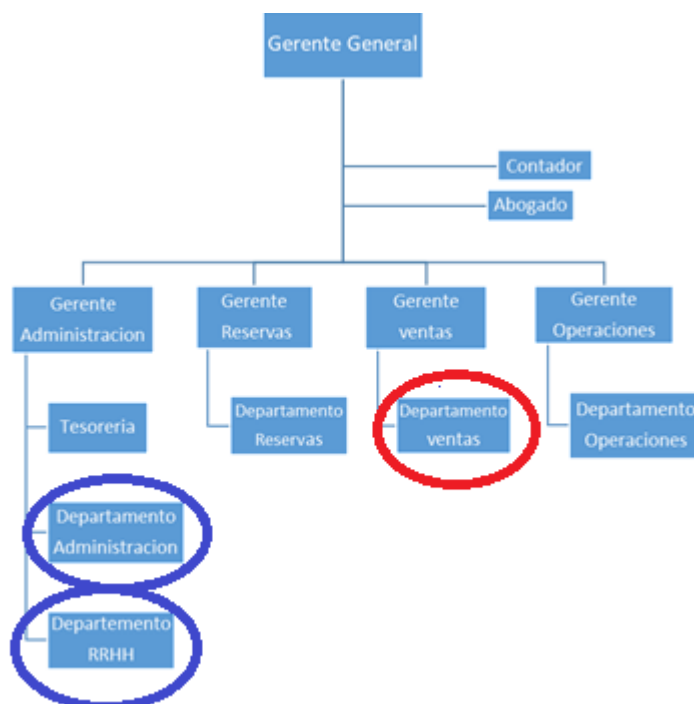 Gerente General
Contador
Abogado
Gerente
Administracion
Gerente
Reservas
Gerente
ventas
Gerente
Operaciones
Tesoreria
Departamento
Reservas
Departamento
ventas
Departamento
Operaciones
Departamento
Administracion
Departemento
RRHH